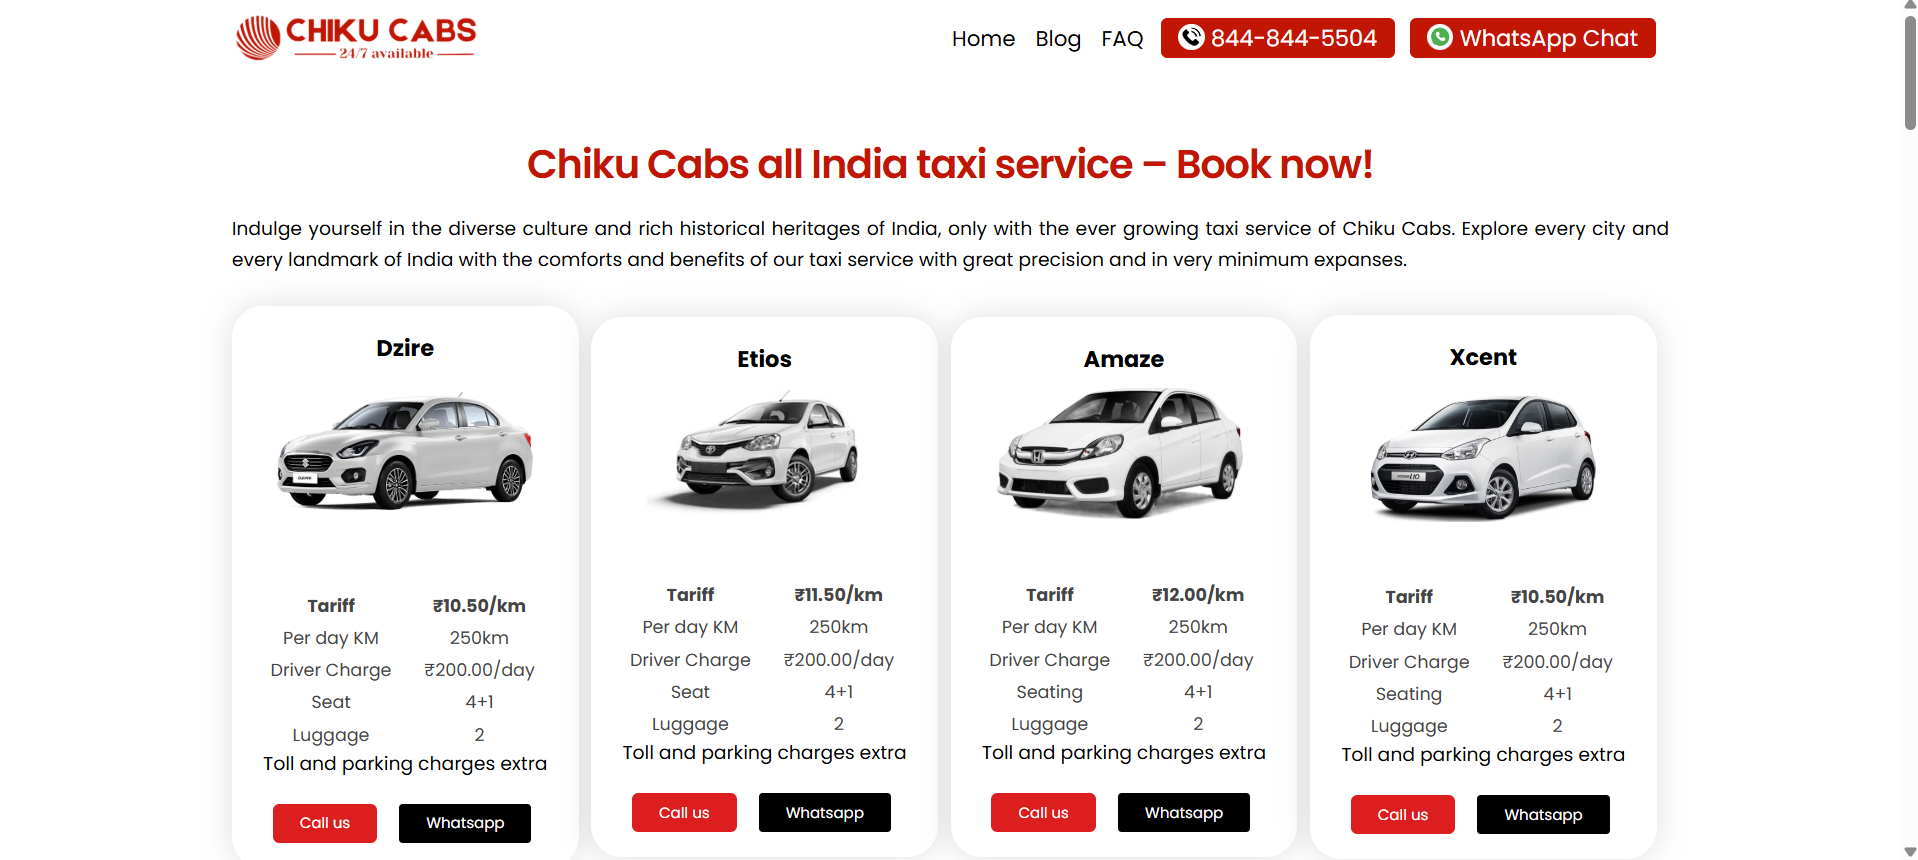 CHIKU CABS
24/7 available
Home Blog FAQ 844-844-5504 WhatsApp Chat
Chiku Cabs all India taxi service – Book now!
Indulge yourself in the diverse culture and rich historical heritages of India, only with the ever growing taxi service of Chiku Cabs. Explore every city and
every landmark of India with the comforts and benefits of our taxi service with great precision and in very minimum expanses.
Dzire
Tariff ₹10.50/km
Per day KM 250km
Driver Charge ₹200.00/day
Seat 4+1
Luggage 2
Toll and parking charges extra
Call us Whatsapp
Etios
Tariff ₹11.50/km
Per day KM 250km
Driver Charge ₹200.00/day
Seat 4+1
Luggage 2
Toll and parking charges extra
Call us Whatsapp
Amaze
Tariff ₹12.00/km
Per day KM 250km
Driver Charge ₹200.00/day
Seating 4+1
Luggage 2
Toll and parking charges extra
Call us Whatsapp
Xcent
Tariff ₹10.50/km
Per day KM 250km
Driver Charge ₹200.00/day
Seating 4+1
Luggage 2
Toll and parking charges extra
Call us Whatsapp